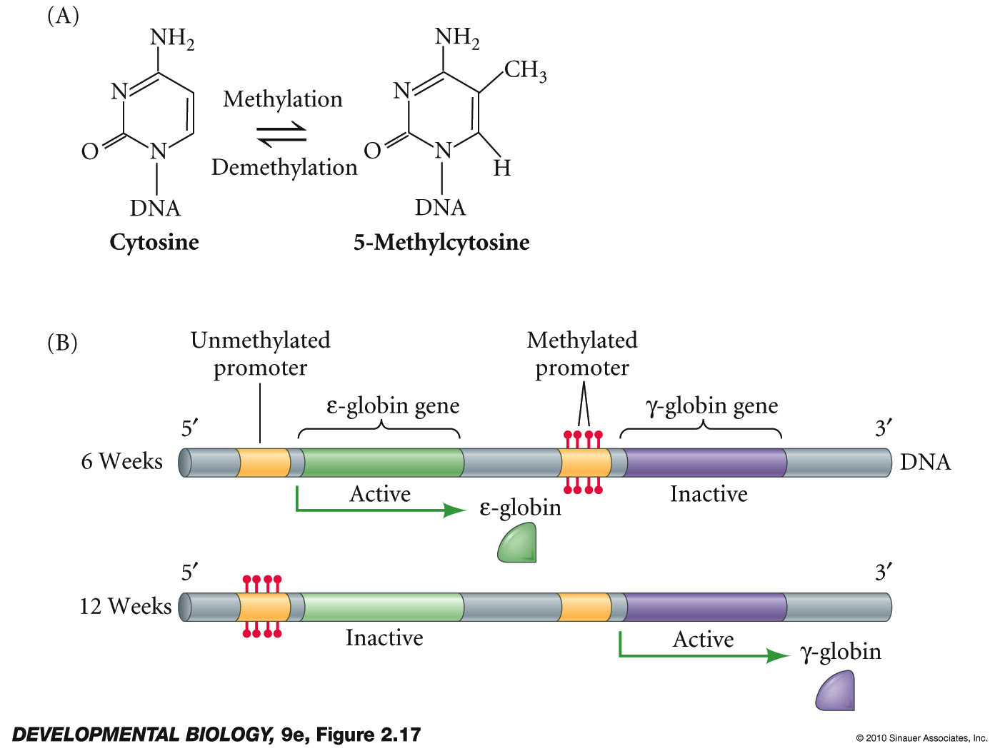 (A)
NH₂
N
O
N
DNA
Cytosine
Methylation
Demethylation
NH₂
CH₃
N
O
N
H
DNA
5-Methylcytosine
(B)
Unmethylated
promoter
Methylated
promoter
ε-globin gene
γ-globin gene
5′
3′
6 Weeks
DNA
Active
Inactive
ε-globin
5′
3′
12 Weeks
Inactive
Active
γ-globin
DEVELOPMENTAL BIOLOGY, 9e, Figure 2.17
© 2010 Sinauer Associates, Inc.